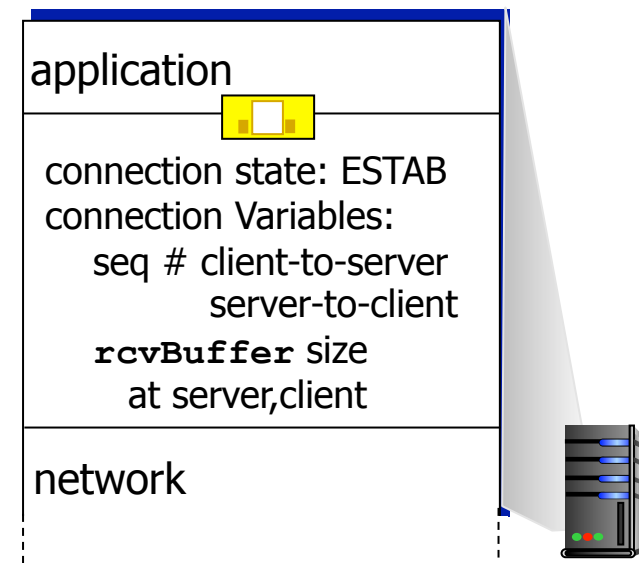 application
connection state: ESTAB
connection Variables:
seq # client-to-server
server-to-client
rcvBuffer size
at server,client
network